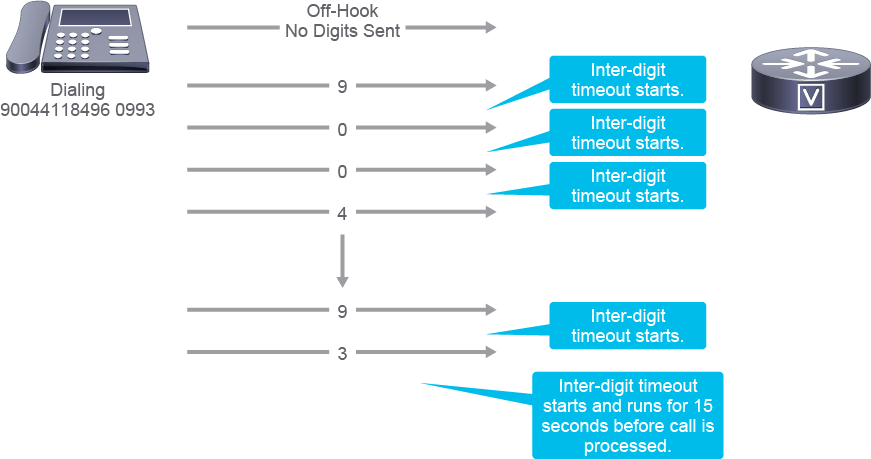 Off-Hook
No Digits Sent
Dialing
90044118496 0993
9
Inter-digit
timeout starts.
0
Inter-digit
timeout starts.
0
Inter-digit
timeout starts.
4
9
Inter-digit
timeout starts.
3
Inter-digit timeout
starts and runs for 15
seconds before call is
processed.
V